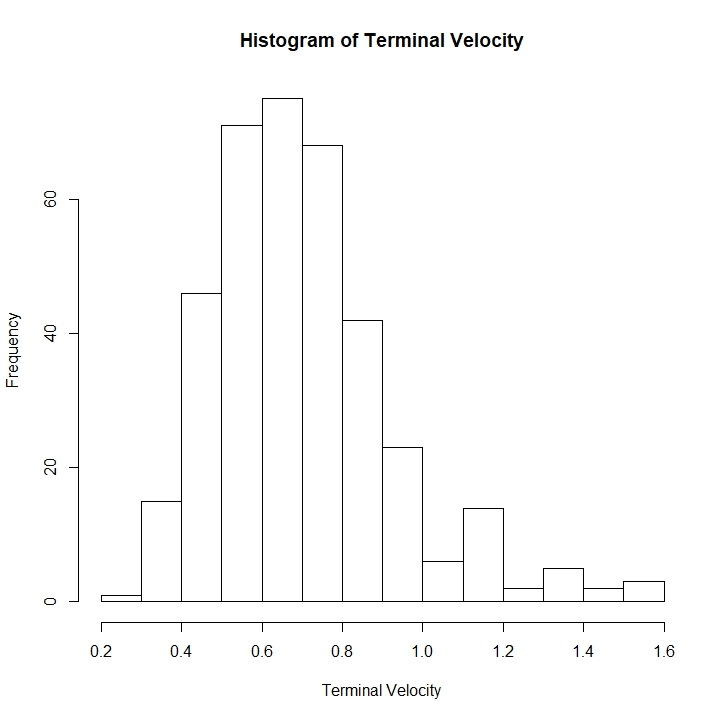 Histogram of Terminal Velocity
Frequency
60
40
20
0
0.2 0.4 0.6 0.8 1.0 1.2 1.4 1.6
Terminal Velocity